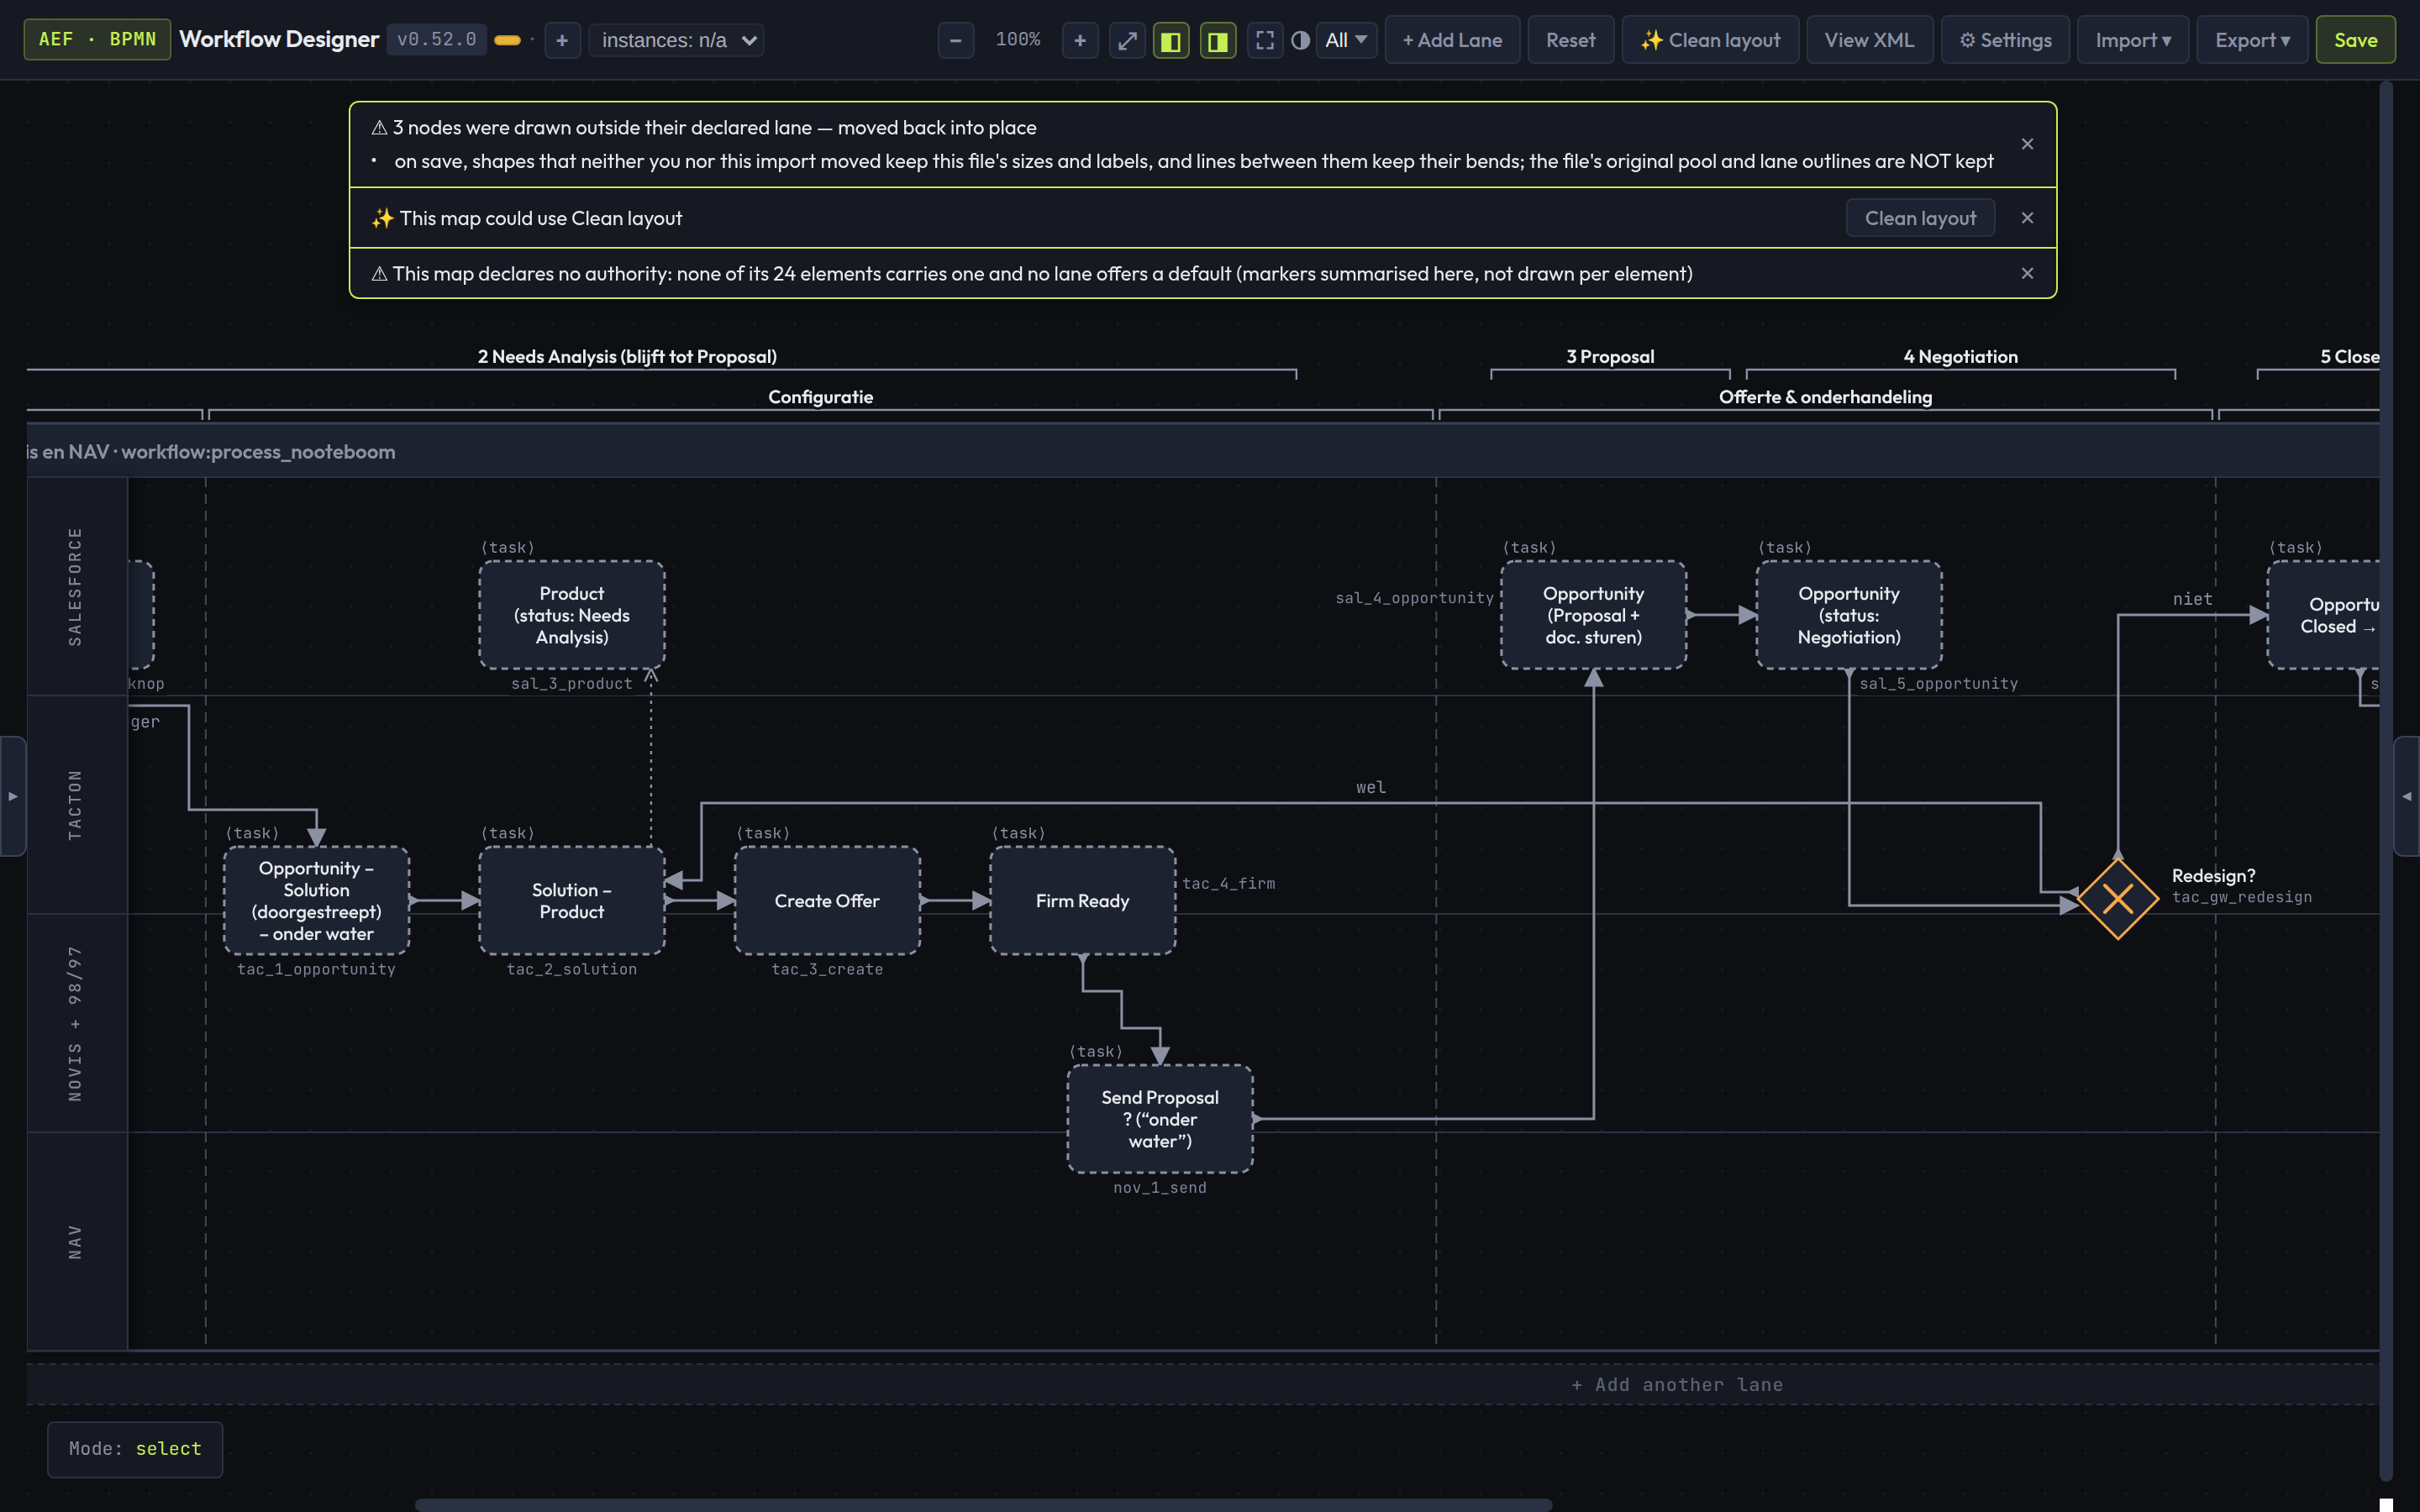 AEF · BPMN Workflow Designer v0.52.0 · + instances: n/a − 100% + All + Add Lane Reset ✨ Clean layout View XML ⚙ Settings Import ▾ Export ▾ Save
⚠ 3 nodes were drawn outside their declared lane — moved back into place
• on save, shapes that neither you nor this import moved keep this file's sizes and labels, and lines between them keep their bends; the file's original pool and lane outlines are NOT kept
✨ This map could use Clean layout
Clean layout
⚠ This map declares no authority: none of its 24 elements carries one and no lane offers a default (markers summarised here, not drawn per element)
2 Needs Analysis (blijft tot Proposal)
3 Proposal
4 Negotiation
5 Close
Configuratie
Offerte & onderhandeling
is en NAV · workflow:process_nooteboom
SALESFORCE
knop
⟨task⟩
Product
(status: Needs
Analysis)
sal_3_product
sal_4_opportunity
⟨task⟩
Opportunity
(Proposal +
doc. sturen)
⟨task⟩
Opportunity
(status:
Negotiation)
sal_5_opportunity
niet
⟨task⟩
Opportu
Closed →
s
TACTON
ger
wel
⟨task⟩
Opportunity –
Solution
(doorgestreept)
– onder water
tac_1_opportunity
⟨task⟩
Solution –
Product
tac_2_solution
⟨task⟩
Create Offer
tac_3_create
⟨task⟩
Firm Ready
tac_4_firm
Redesign?
tac_gw_redesign
NOVIS + 98/97
⟨task⟩
Send Proposal
? (“onder
water”)
nov_1_send
NAV
+ Add another lane
Mode: select